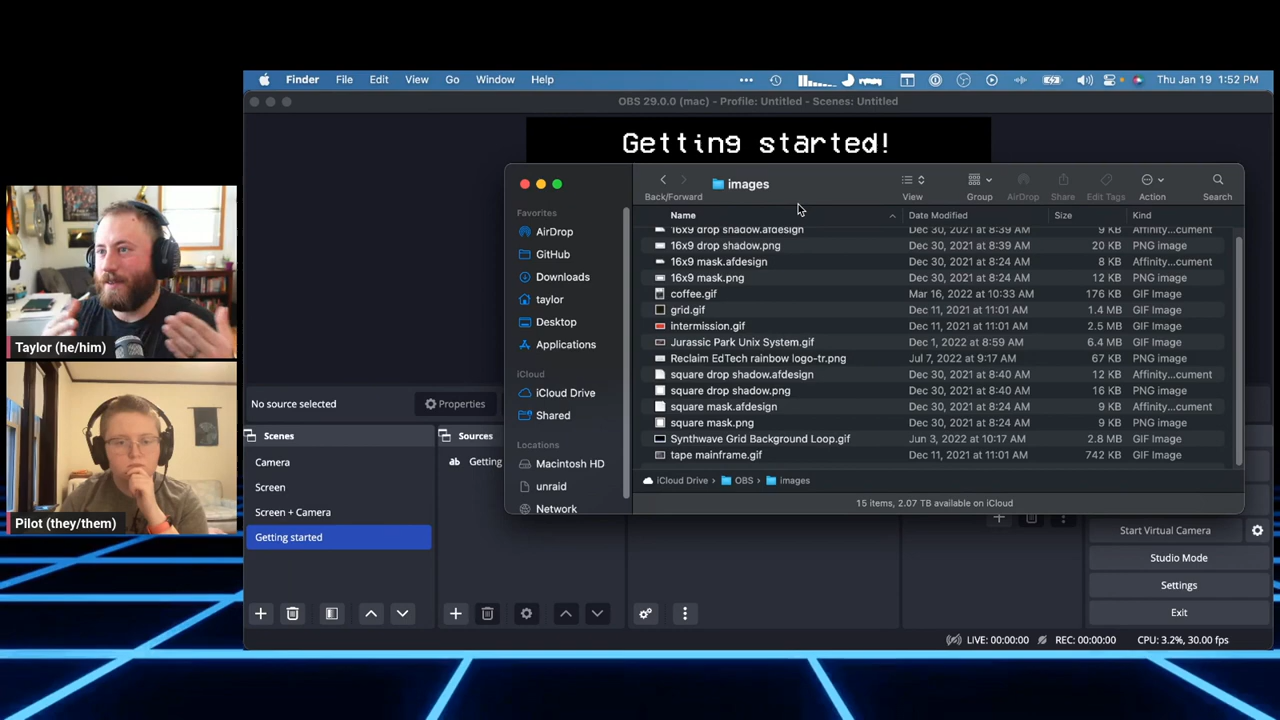 Finder File Edit View Go Window Help Thu Jan 19 1:52 PM
OBS 29.0.0 (mac) - Profile: Untitled - Scenes: Untitled
Getting started!
images
Back/Forward View Group AirDrop Share Edit Tags Action Search
Favorites
AirDrop
GitHub
Downloads
taylor
Desktop
Applications
iCloud
iCloud Drive
Shared
Locations
Macintosh HD
unraid
Network
Name Date Modified Size Kind
16x9 drop shadow.afdesign Dec 30, 2021 at 8:39 AM 9 KB Affinity...cument
16x9 drop shadow.png Dec 30, 2021 at 8:39 AM 20 KB PNG image
16x9 mask.afdesign Dec 30, 2021 at 8:24 AM 8 KB Affinity...cument
16x9 mask.png Dec 30, 2021 at 8:24 AM 12 KB PNG image
coffee.gif Mar 16, 2022 at 10:33 AM 176 KB GIF Image
grid.gif Dec 11, 2021 at 11:01 AM 1.4 MB GIF Image
intermission.gif Dec 11, 2021 at 11:01 AM 2.5 MB GIF Image
Jurassic Park Unix System.gif Dec 1, 2022 at 8:59 AM 6.4 MB GIF Image
Reclaim EdTech rainbow logo-tr.png Jul 7, 2022 at 9:17 AM 67 KB PNG image
square drop shadow.afdesign Dec 30, 2021 at 8:40 AM 12 KB Affinity...cument
square drop shadow.png Dec 30, 2021 at 8:40 AM 16 KB PNG image
square mask.afdesign Dec 30, 2021 at 8:24 AM 9 KB Affinity...cument
square mask.png Dec 30, 2021 at 8:24 AM 9 KB PNG image
Synthwave Grid Background Loop.gif Jun 3, 2022 at 10:17 AM 2.8 MB GIF Image
tape mainframe.gif Dec 11, 2021 at 11:01 AM 742 KB GIF Image
iCloud Drive › OBS › images
15 items, 2.07 TB available on iCloud
Taylor (he/him)
Pilot (they/them)
No source selected
Properties
Scenes
Camera
Screen
Screen + Camera
Getting started
Sources
Getting
Start Virtual Camera
Studio Mode
Settings
Exit
LIVE: 00:00:00 REC: 00:00:00 CPU: 3.2%, 30.00 fps